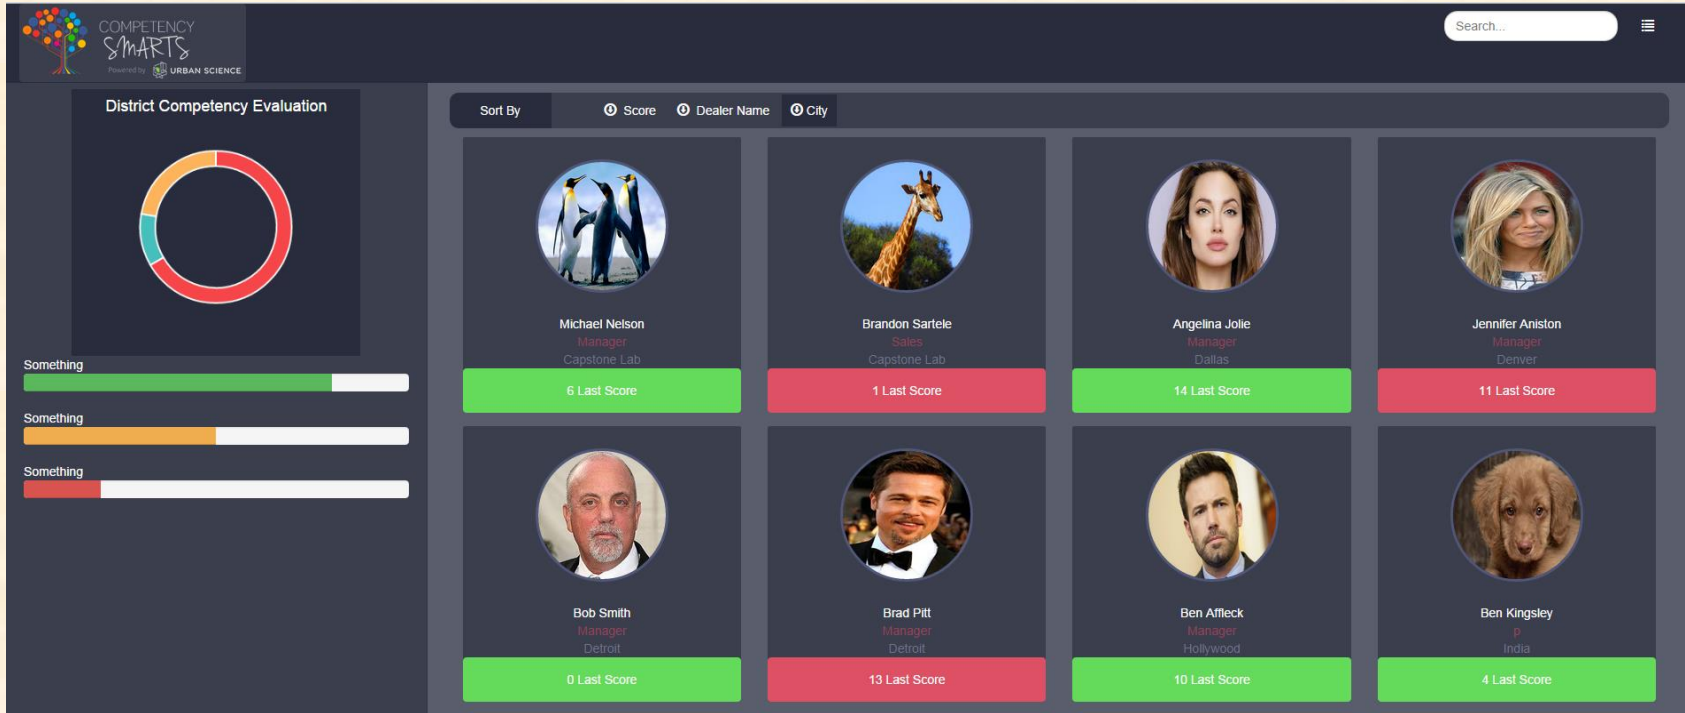 COMPETENCY
SMARTS
Powered by URBAN SCIENCE
Search...
District Competency Evaluation
Something
Something
Something
Sort By Score Dealer Name City
Michael Nelson
Manager
Capstone Lab
6 Last Score
Brandon Sartele
Sales
Capstone Lab
1 Last Score
Angelina Jolie
Manager
Dallas
14 Last Score
Jennifer Aniston
Manager
Denver
11 Last Score
Bob Smith
Manager
Detroit
0 Last Score
Brad Pitt
Manager
Detroit
13 Last Score
Ben Affleck
Manager
Hollywood
10 Last Score
Ben Kingsley
p
India
4 Last Score